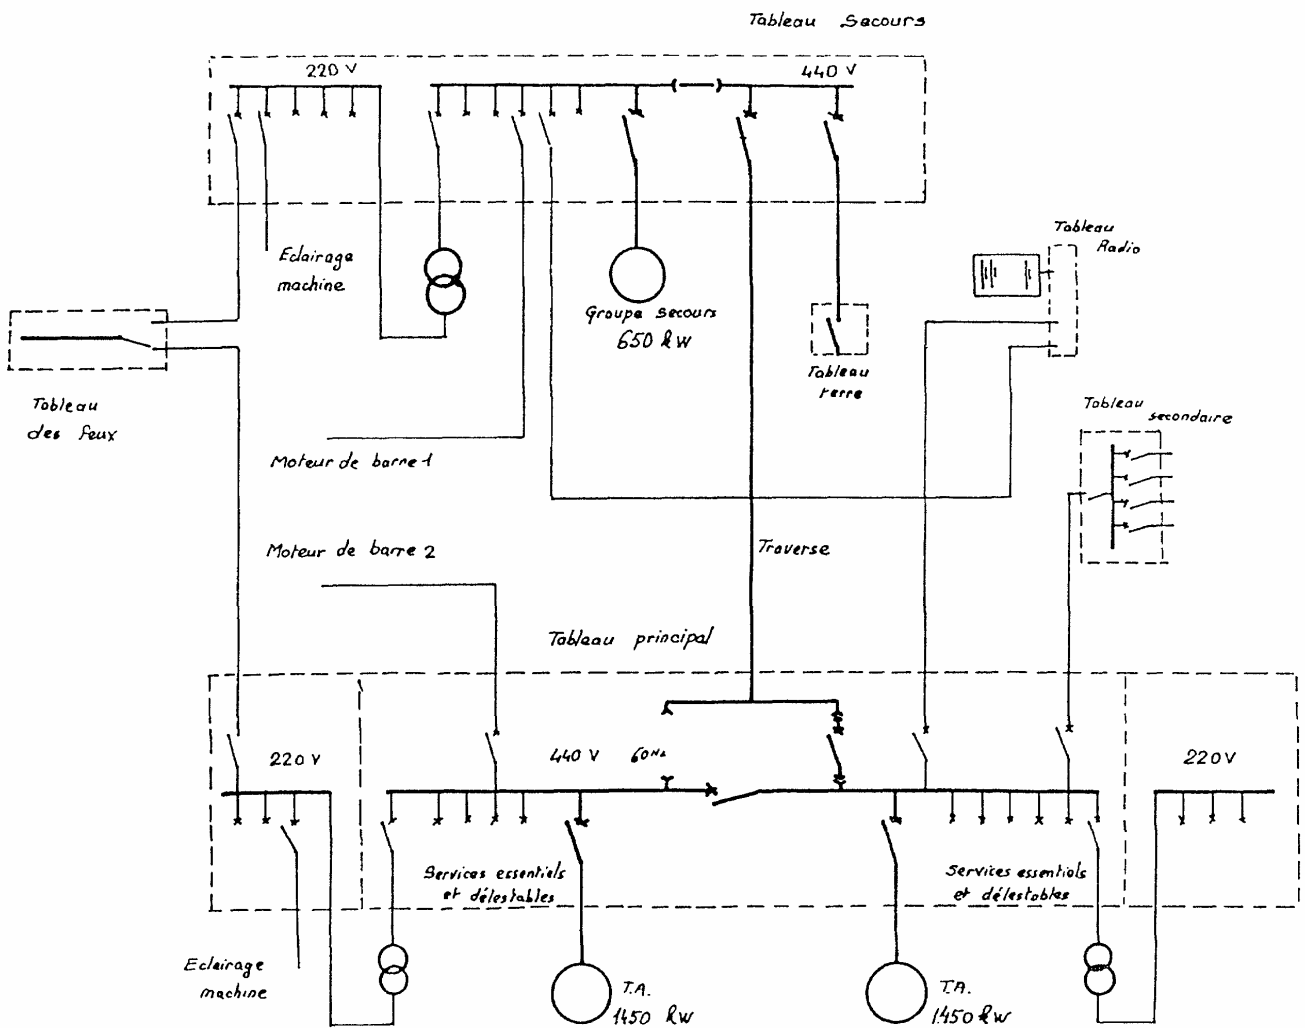 Tableau Secours
220 V
440 V
Eclairage
machine
Groupe secours
650 kW
Tableau
terre
Tableau
Radio
Tableau
des feux
Tableau
secondaire
Moteur de barre 1
Moteur de barre 2
Traverse
Tableau principal
220 V
440 V 60Hz
220V
Services essentiels
et délestables
Services essentiels
et délestables
Eclairage
machine
T.A.
1450 kW
T.A.
1450 kW